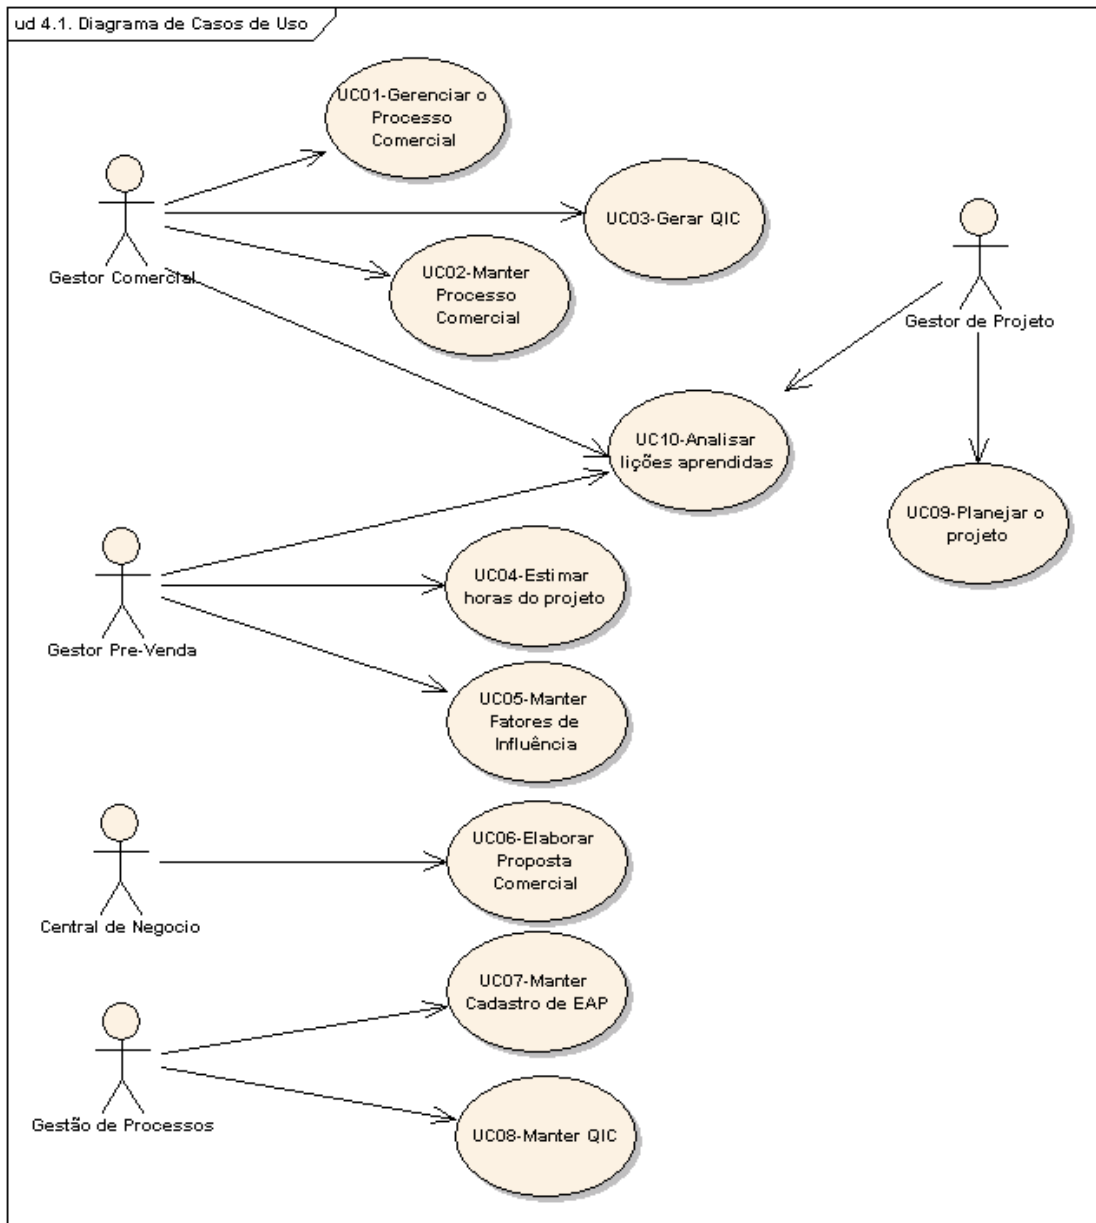 ud 4.1. Diagrama de Casos de Uso
UC01-Gerenciar o
Processo
Comercial
Gestor Comercial
UC03-Gerar QIC
UC02-Manter
Processo
Comercial
Gestor de Projeto
UC10-Analisar
lições aprendidas
UC09-Planejar o
projeto
Gestor Pre-Venda
UC04-Estimar
horas do projeto
UC05-Manter
Fatores de
Influência
Central de Negocio
UC06-Elaborar
Proposta
Comercial
UC07-Manter
Cadastro de EAP
Gestão de Processos
UC08-Manter QIC